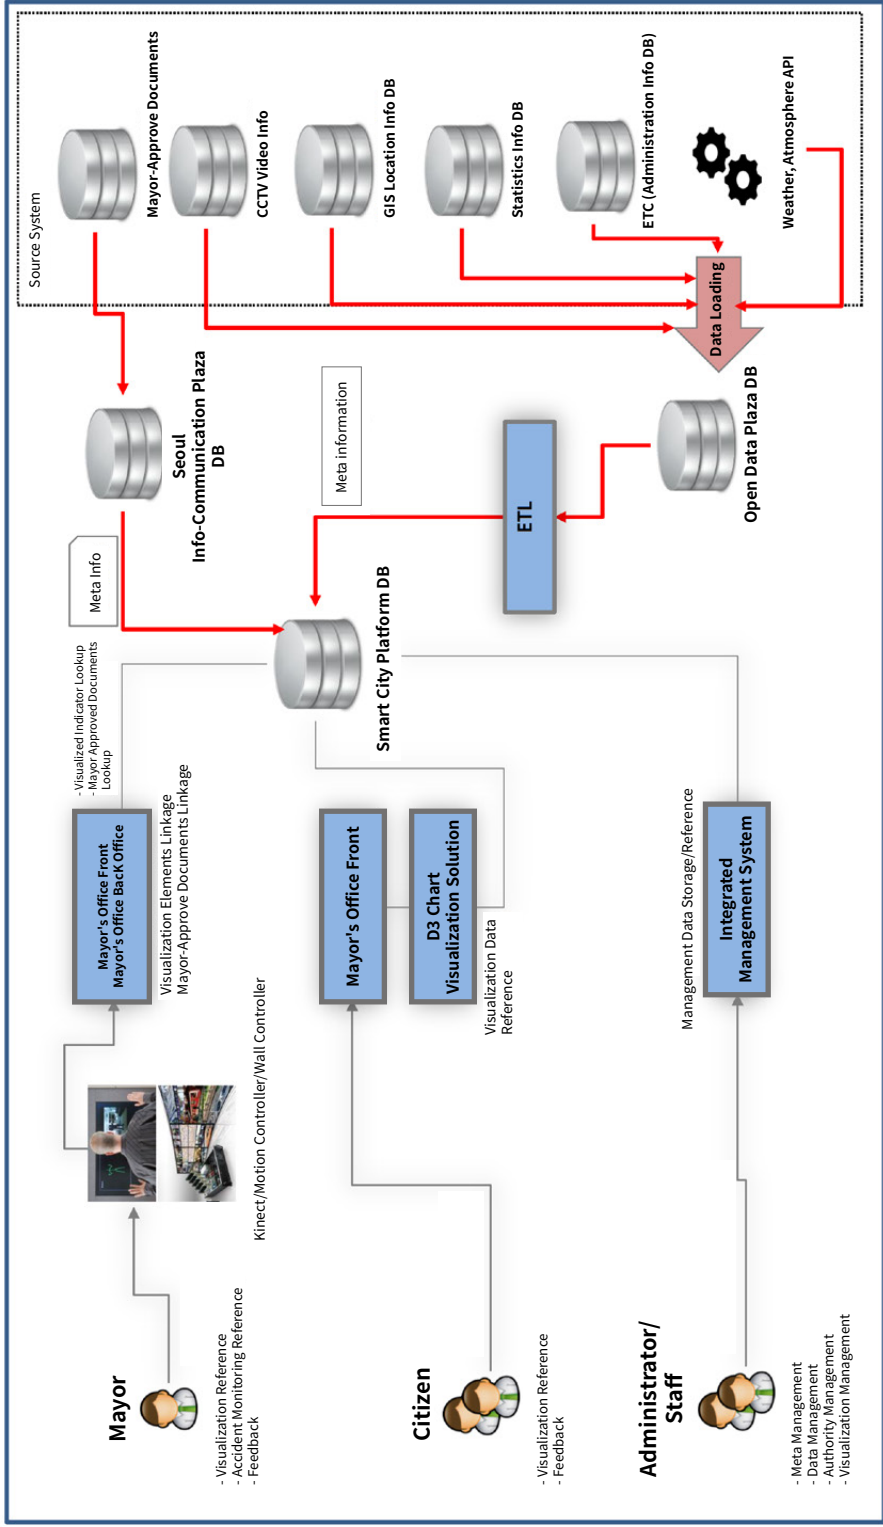 Mayor
- Visualization Reference
- Accident Monitoring Reference
- Feedback
Kinect/Motion Controller/Wall Controller
Mayor's Office Front
Mayor's Office BacK Office
Visualization Elements Linkage
Mayor-Approve Documents Linkage
- Visualized Indicator Lookup
- Mayor Approved Documents
Lookup
Meta Info
Seoul
Info-Communication Plaza
DB
Source System
Mayor-Approve Documents
CCTV Video Info
GIS Location Info DB
Statistics Info DB
ETC (Administration Info DB)
Weather, Atmosphere API
Data Loading
Citizen
- Visualization Reference
- Feedback
Mayor's Office Front
D3 Chart
Visualization Solution
Visualization Data
Reference
Smart City Platform DB
Meta information
ETL
Open Data Plaza DB
Administrator/
Staff
- Meta Management
- Data Management
- Authority Management
- Visualization Management
Management Data Storage/Reference
Integrated
Management System